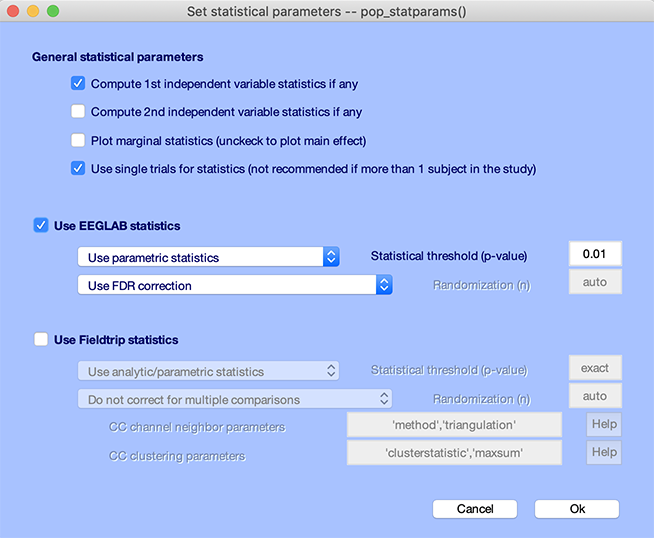 Set statistical parameters -- pop_statparams()
General statistical parameters
Compute 1st independent variable statistics if any
Compute 2nd independent variable statistics if any
Plot marginal statistics (unckeck to plot main effect)
Use single trials for statistics (not recommended if more than 1 subject in the study)
Use EEGLAB statistics
Use parametric statistics Statistical threshold (p-value) 0.01
Use FDR correction Randomization (n) auto
Use Fieldtrip statistics
Use analytic/parametric statistics Statistical threshold (p-value) exact
Do not correct for multiple comparisons Randomization (n) auto
CC channel neighbor parameters 'method','triangulation' Help
CC clustering parameters 'clusterstatistic','maxsum' Help
Cancel Ok